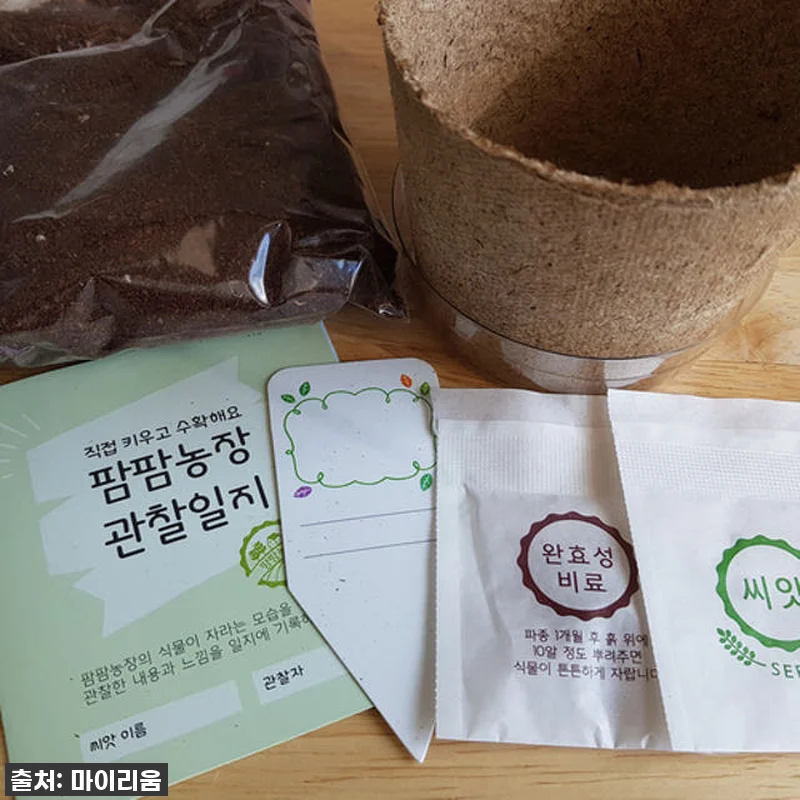 직접 키우고 수확해요
팜팜농장
관찰일지
팜팜농장의 식물이 자라는 모습을
관찰한 내용과 느낌을 일지에 기록
씨앗 이름
관찰자
완효성
비료
파종 1개월 후 흙 위에
10알 정도 뿌려주면
식물이 튼튼하게 자랍니다
씨앗
출처: 마이리움